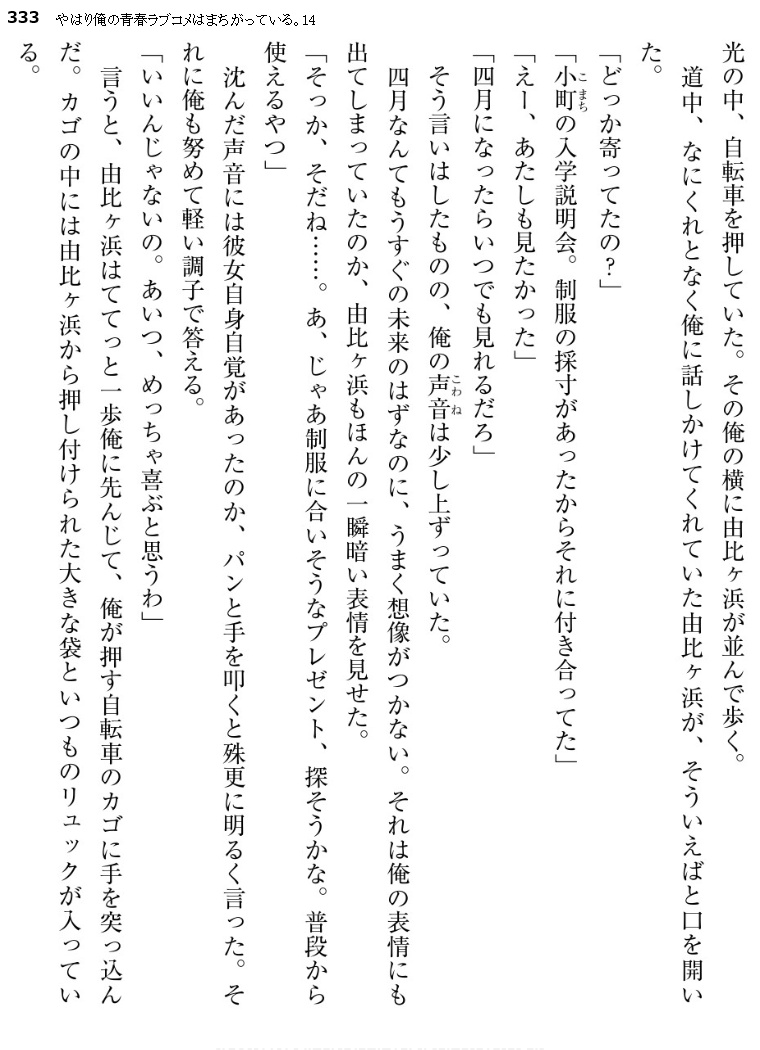 333 やはり俺の青春ラブコメはまちがっている。14
光の中、自転車を押していた。その俺の横に由比ヶ浜が並んで歩く。
道中、なにくれとなく俺に話しかけてくれていた由比ヶ浜が、そういえばと口を開い
た。
「どっか寄ってたの？」
「小町の入学説明会。制服の採寸があったからそれに付き合ってた」
こまち
「えー、あたしも見たかった」
「四月になったらいつでも見れるだろ」
そう言いはしたものの、俺の声音は少し上ずっていた。
こわね
四月なんてもうすぐの未来のはずなのに、うまく想像がつかない。それは俺の表情にも
出てしまっていたのか、由比ヶ浜もほんの一瞬暗い表情を見せた。
「そっか、そだね……。あ、じゃあ制服に合いそうなプレゼント、探そうかな。普段から
使えるやつ」
沈んだ声音には彼女自身自覚があったのか、パンと手を叩くと殊更に明るく言った。そ
れに俺も努めて軽い調子で答える。
「いいんじゃないの。あいつ、めっちゃ喜ぶと思うわ」
言うと、由比ヶ浜はててっと一歩俺に先んじて、俺が押す自転車のカゴに手を突っ込ん
だ。カゴの中には由比ヶ浜から押し付けられた大きな袋といつものリュックが入ってい
る。